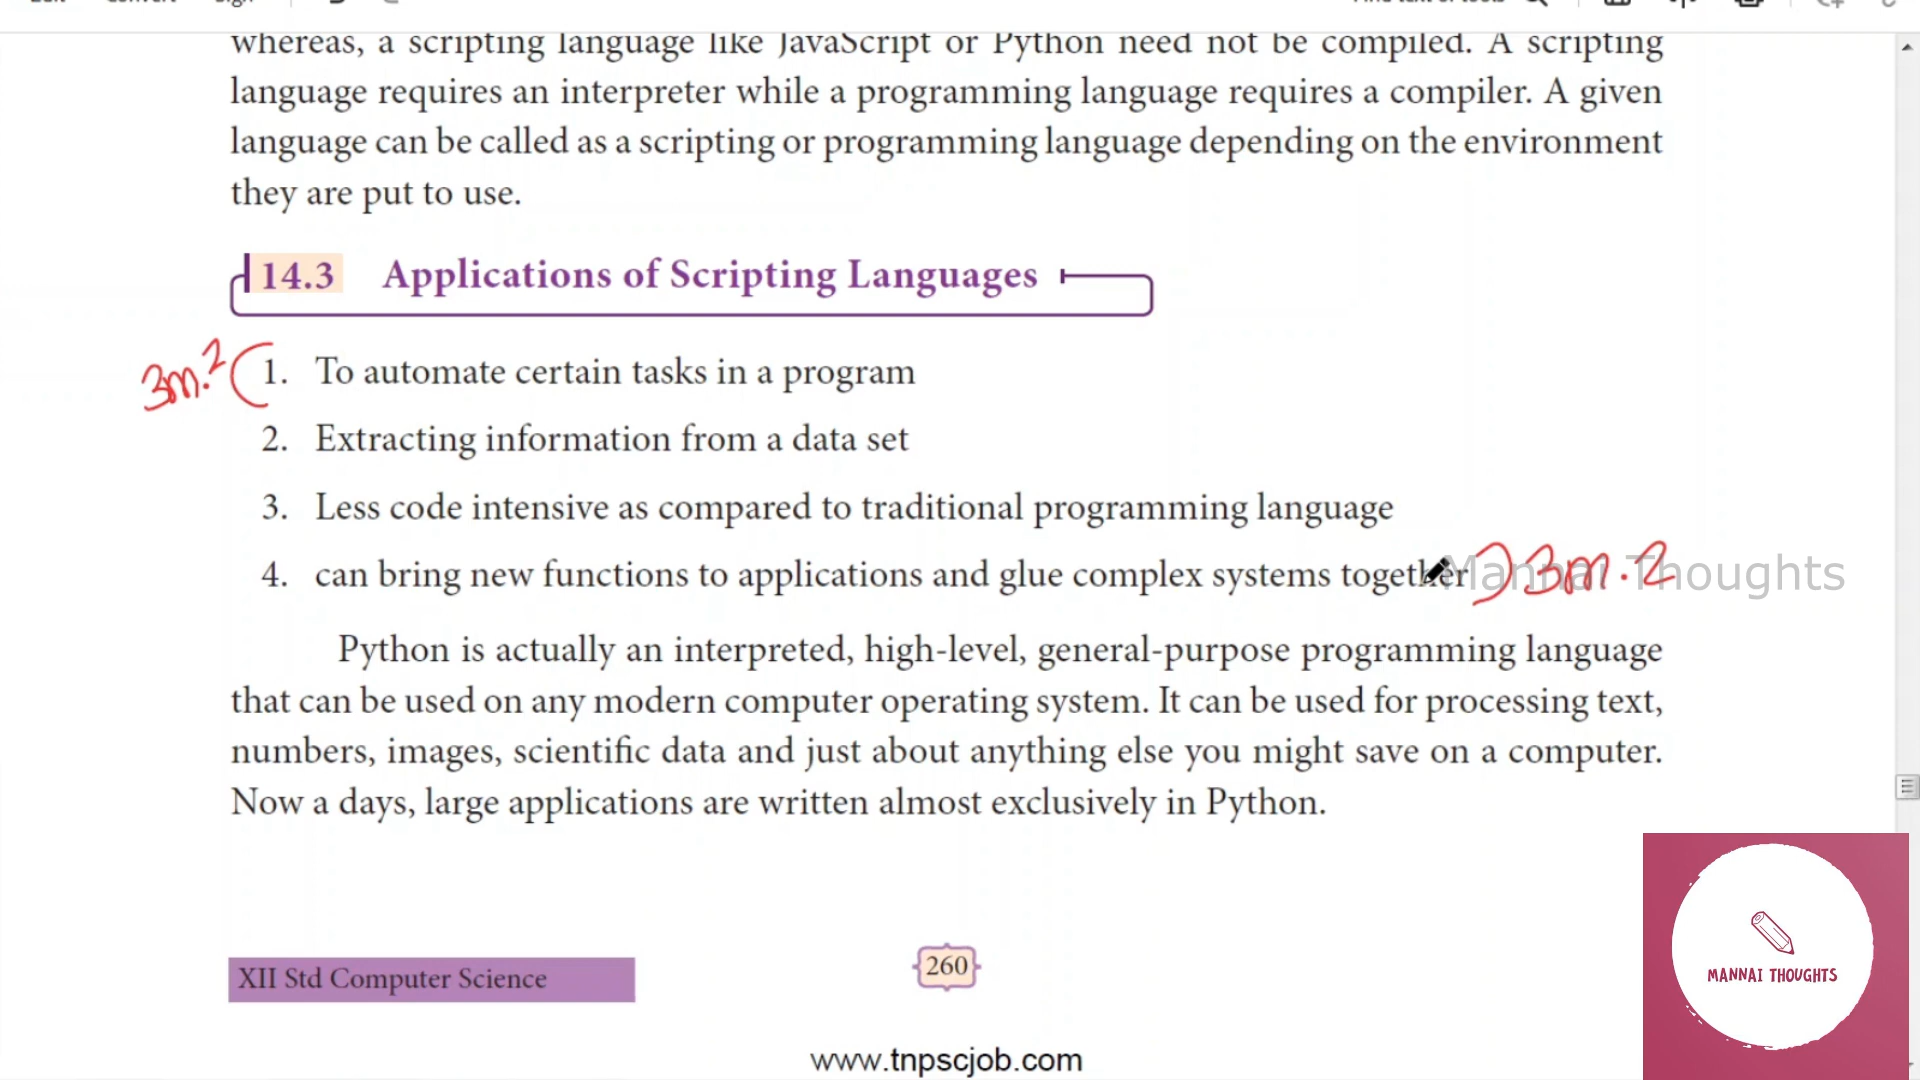 whereas, a scripting language like JavaScript or Python need not be compiled. A scripting
language requires an interpreter while a programming language requires a compiler. A given
language can be called as a scripting or programming language depending on the environment
they are put to use.
14.3 Applications of Scripting Languages
3m.2 (1. To automate certain tasks in a program
2. Extracting information from a data set
3. Less code intensive as compared to traditional programming language
4. can bring new functions to applications and glue complex systems together) 3m.2
Mannai Thoughts
Python is actually an interpreted, high-level, general-purpose programming language
that can be used on any modern computer operating system. It can be used for processing text,
numbers, images, scientific data and just about anything else you might save on a computer.
Now a days, large applications are written almost exclusively in Python.
XII Std Computer Science
260
MANNAI THOUGHTS
www.tnpscjob.com